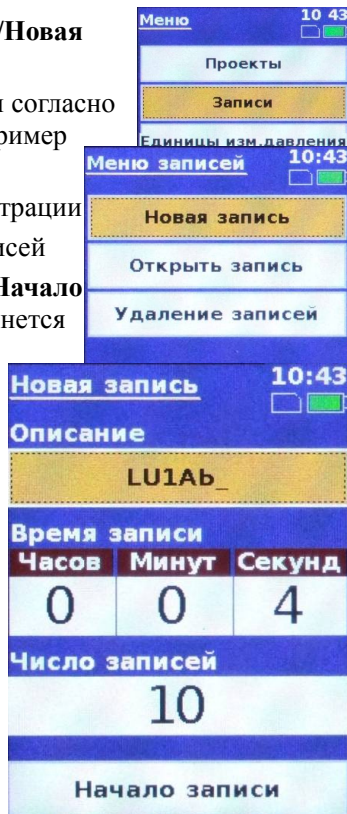 /Новая
и согласно
ример
трации
исей
Начало
нется
Меню 10 43
Проекты
Записи
Единицы изм.давления
Меню записей 10:43
Новая запись
Открыть запись
Удаление записей
Новая запись 10:43
Описание
LU1Ab_
Время записи
Часов Минут Секунд
0 0 4
Число записей
10
Начало записи